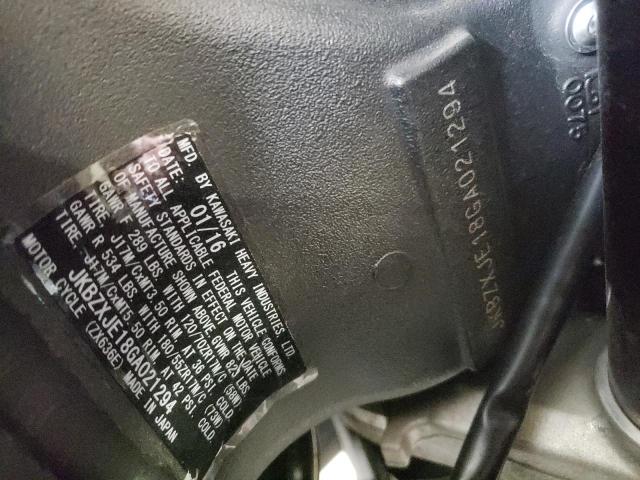 MFD. BY KAWASAKI HEAVY INDUSTRIES LTD.
DATE: 01/16 THIS VEHICLE CONFORMS
TO ALL APPLICABLE FEDERAL MOTOR VEHICLE
SAFETY STANDARDS IN EFFECT ON THE DATE
OF MANUFACTURE SHOWN ABOVE GVWR 823 LBS.
GAWR F 289 LBS. WITH 120/70ZR17M/C (58W)
TIRE, J17M/CxMT3.50 RIM, AT 36 PSI. COLD
GAWR R 534 LBS. WITH 180/55ZR17M/C (73W)
TIRE, J17M/CxMT5.50 RIM, AT 42 PSI. COLD
JKBZXJE18GA021294
MOTOR CYCLE (ZX636E) MADE IN JAPAN
JKBZXJE18GA021294
0079